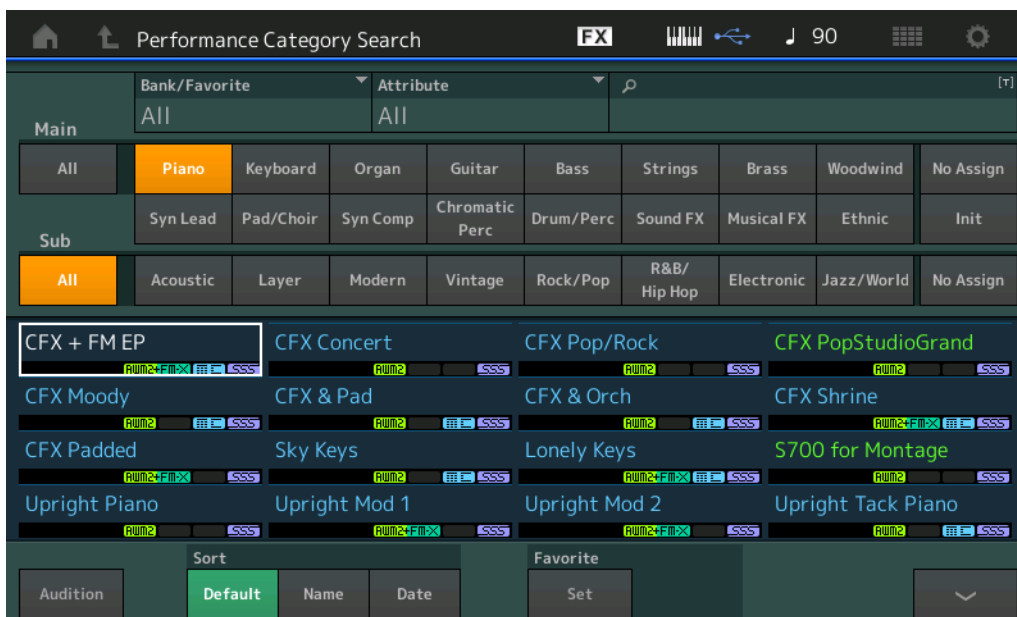 Performance Category Search FX 90
Bank/Favorite Attribute [T]
All All
Main
All Piano Keyboard Organ Guitar Bass Strings Brass Woodwind No Assign
Syn Lead Pad/Choir Syn Comp Chromatic Perc Drum/Perc Sound FX Musical FX Ethnic Init
Sub
All Acoustic Layer Modern Vintage Rock/Pop R&B/ Hip Hop Electronic Jazz/World No Assign
CFX + FM EP CFX Concert CFX Pop/Rock CFX PopStudioGrand
AWM2+FM-X SSS AWM2 SSS AWM2 SSS AWM2 SSS
CFX Moody CFX & Pad CFX & Orch CFX Shrine
AWM2 SSS AWM2 SSS AWM2 SSS AWM2+FM-X SSS
CFX Padded Sky Keys Lonely Keys S700 for Montage
AWM2+FM-X SSS AWM2 SSS AWM2+FM-X SSS AWM2 SSS
Upright Piano Upright Mod 1 Upright Mod 2 Upright Tack Piano
AWM2 SSS AWM2+FM-X SSS AWM2+FM-X SSS AWM2 SSS
Sort Favorite
Audition Default Name Date Set